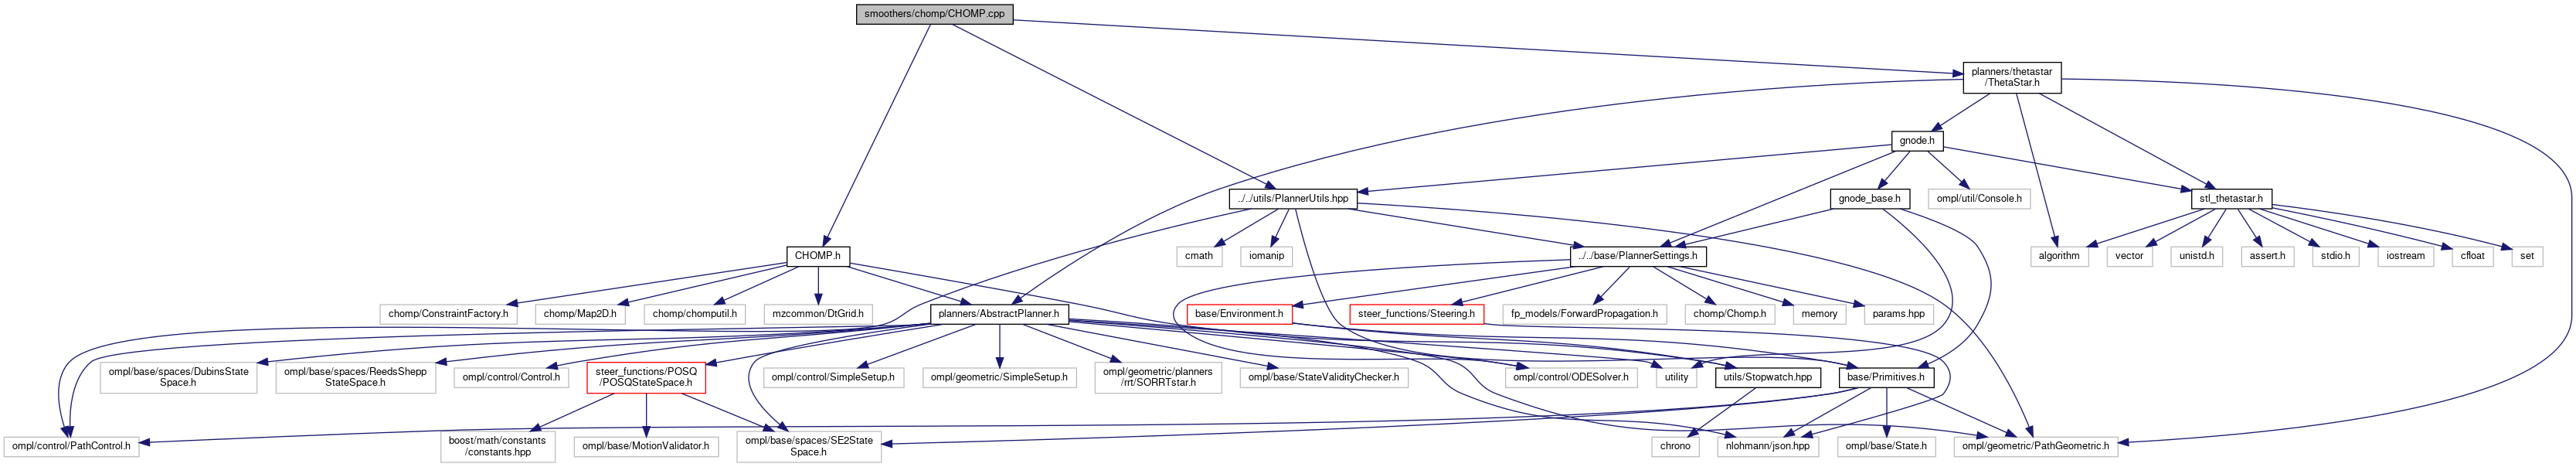 smoothers/chomp/CHOMP.cpp
planners/thetastar
/ThetaStar.h
gnode.h
../../utils/PlannerUtils.hpp
gnode_base.h
ompl/util/Console.h
stl_thetastar.h
CHOMP.h
cmath
iomanip
../../base/PlannerSettings.h
algorithm
vector
unistd.h
assert.h
stdio.h
iostream
cfloat
set
chomp/ConstraintFactory.h
chomp/Map2D.h
chomp/chomputil.h
mzcommon/DtGrid.h
planners/AbstractPlanner.h
base/Environment.h
steer_functions/Steering.h
fp_models/ForwardPropagation.h
chomp/Chomp.h
memory
params.hpp
ompl/base/spaces/DubinsState
Space.h
ompl/base/spaces/ReedsShepp
StateSpace.h
ompl/control/Control.h
steer_functions/POSQ
/POSQStateSpace.h
ompl/control/SimpleSetup.h
ompl/geometric/SimpleSetup.h
ompl/geometric/planners
/rrt/SORRTstar.h
ompl/base/StateValidityChecker.h
ompl/control/ODESolver.h
utility
utils/Stopwatch.hpp
base/Primitives.h
ompl/control/PathControl.h
boost/math/constants
/constants.hpp
ompl/base/MotionValidator.h
ompl/base/spaces/SE2State
Space.h
chrono
nlohmann/json.hpp
ompl/base/State.h
ompl/geometric/PathGeometric.h